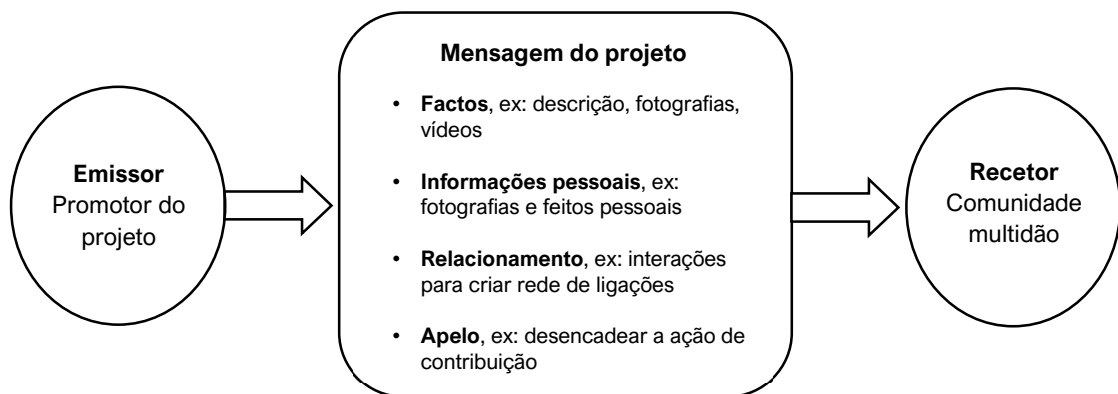 Emissor
Promotor do
projeto
Mensagem do projeto
• Factos, ex: descrição, fotografias,
vídeos
• Informações pessoais, ex:
fotografias e feitos pessoais
• Relacionamento, ex: interações
para criar rede de ligações
• Apelo, ex: desencadear a ação de
contribuição
Recetor
Comunidade
multidão